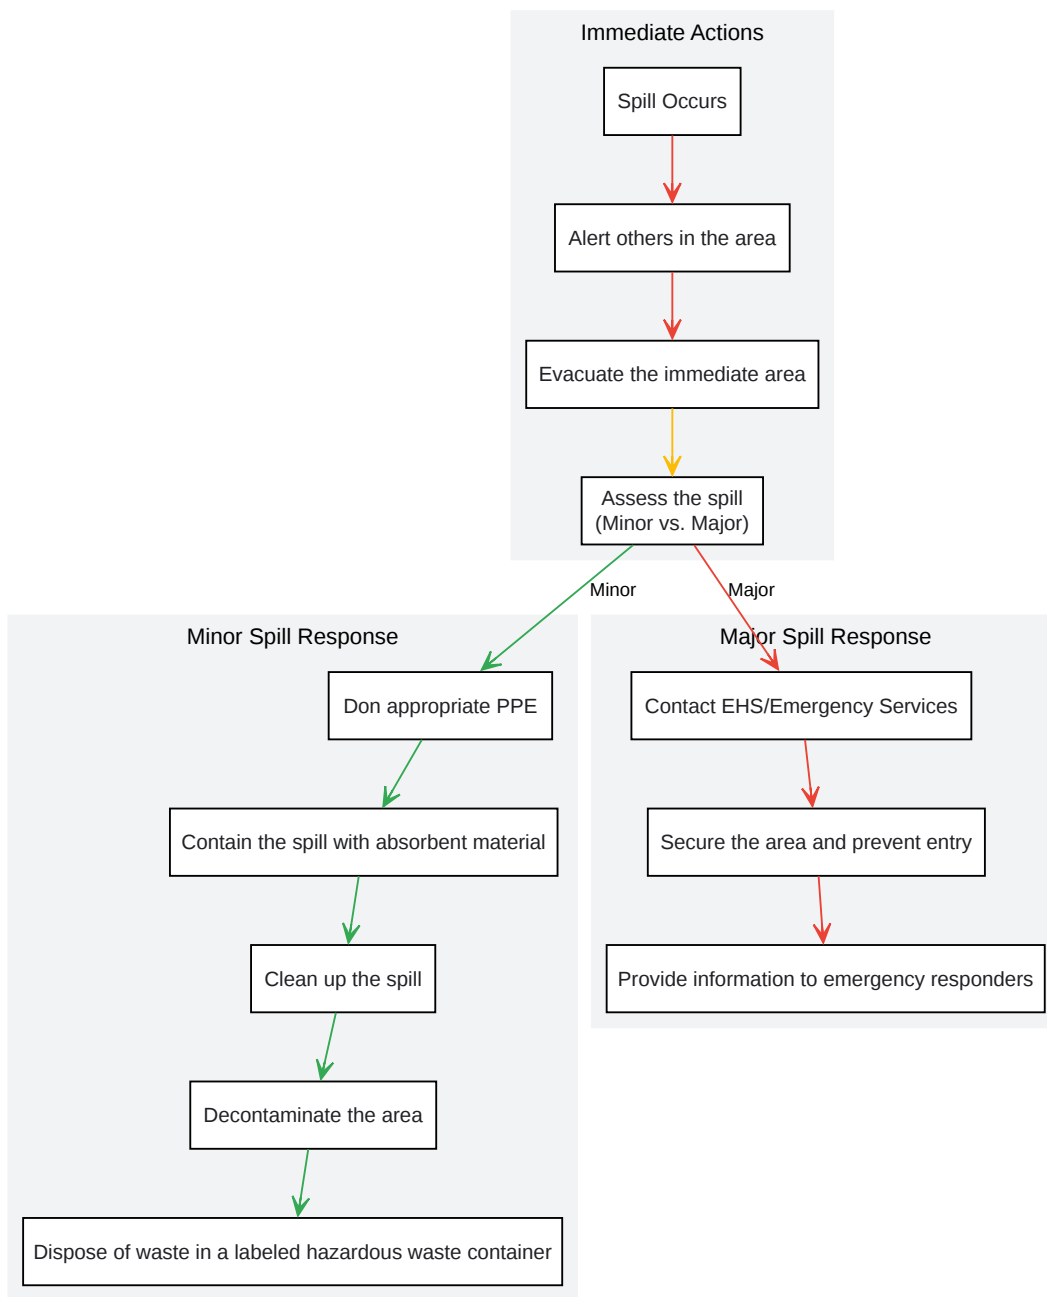 Immediate Actions
Spill Occurs
Alert others in the area
Evacuate the immediate area
Assess the spill
(Minor vs. Major)
Minor
Major
Minor Spill Response
Don appropriate PPE
Contain the spill with absorbent material
Clean up the spill
Decontaminate the area
Dispose of waste in a labeled hazardous waste container
Major Spill Response
Contact EHS/Emergency Services
Secure the area and prevent entry
Provide information to emergency responders